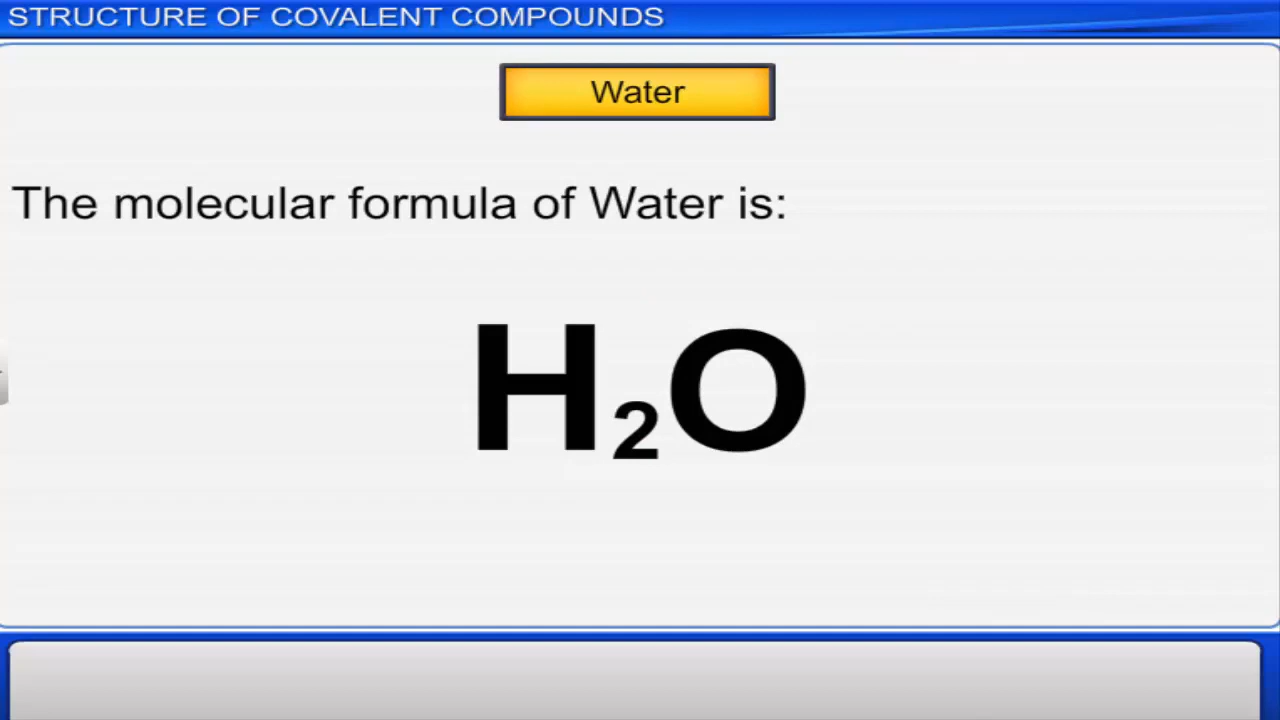 STRUCTURE OF COVALENT COMPOUNDS
Water
The molecular formula of Water is:
H₂O